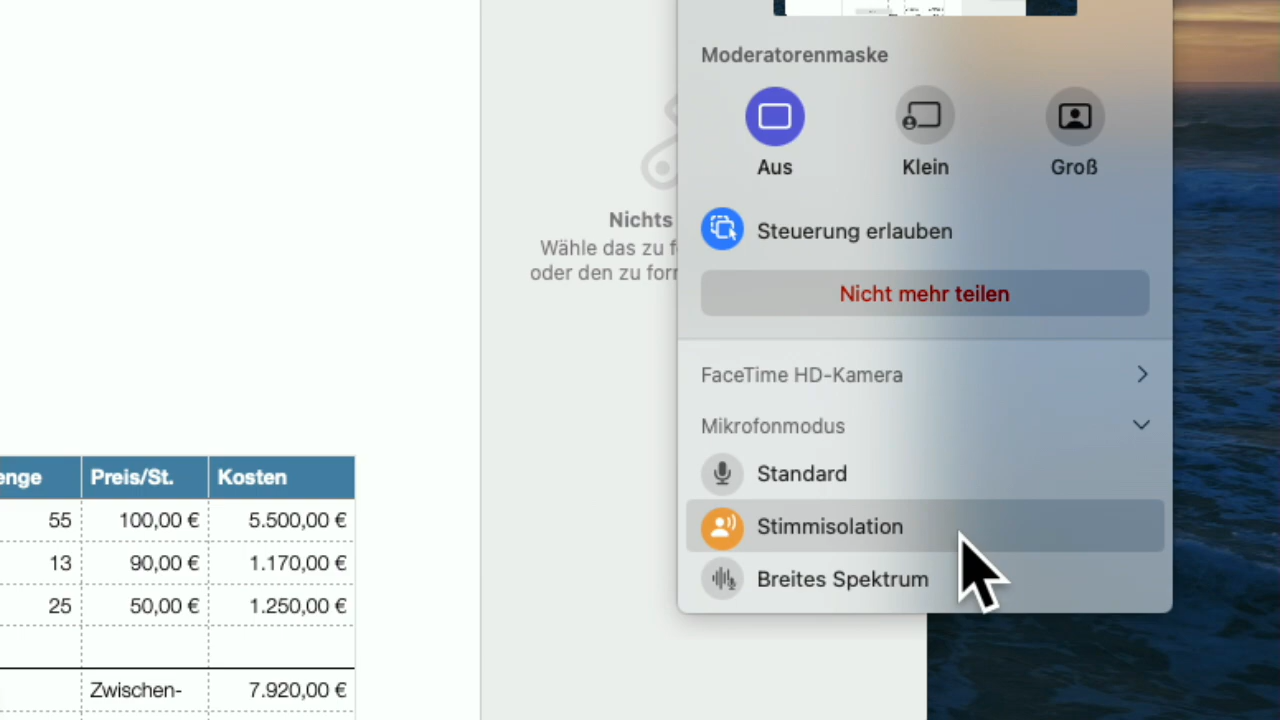 Moderatorenmaske
Aus
Klein
Groß
Steuerung erlauben
Nicht mehr teilen
FaceTime HD-Kamera
Mikrofonmodus
Standard
Stimmisolation
Breites Spektrum
Nichts
Wähle das zu f
oder den zu for
enge Preis/St. Kosten
55 100,00 € 5.500,00 €
13 90,00 € 1.170,00 €
25 50,00 € 1.250,00 €
Zwischen- 7.920,00 €